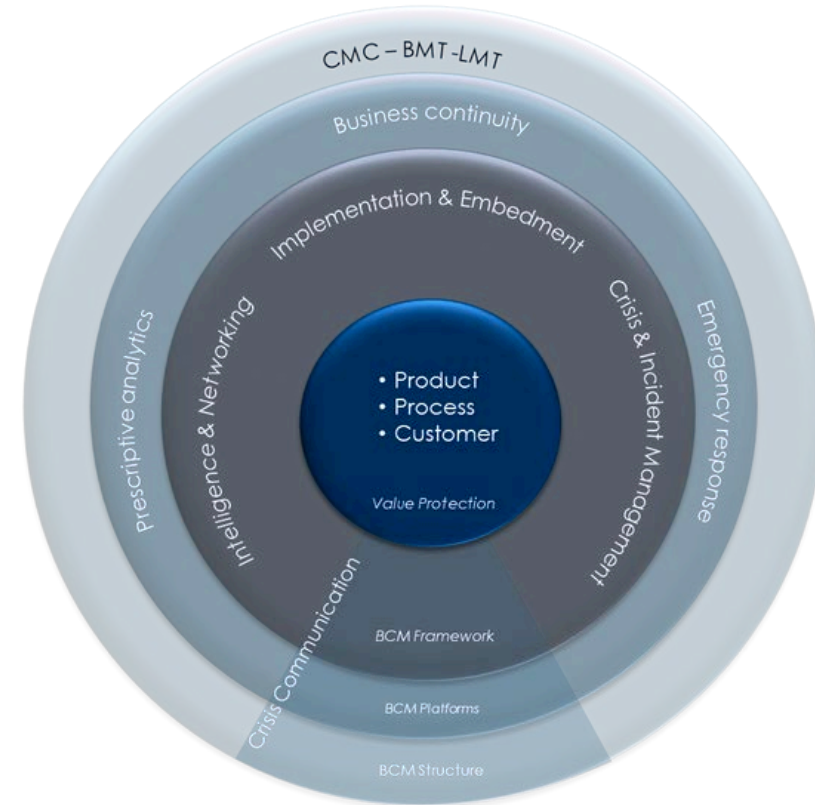 CMC – BMT -LMT
Business continuity
Implementation & Embedment
Prescriptive analytics
Intelligence & Networking
Crisis & Incident Management
Emergency response
• Product
• Process
• Customer
Value Protection
Crisis Communication
BCM Framework
BCM Platforms
BCM Structure